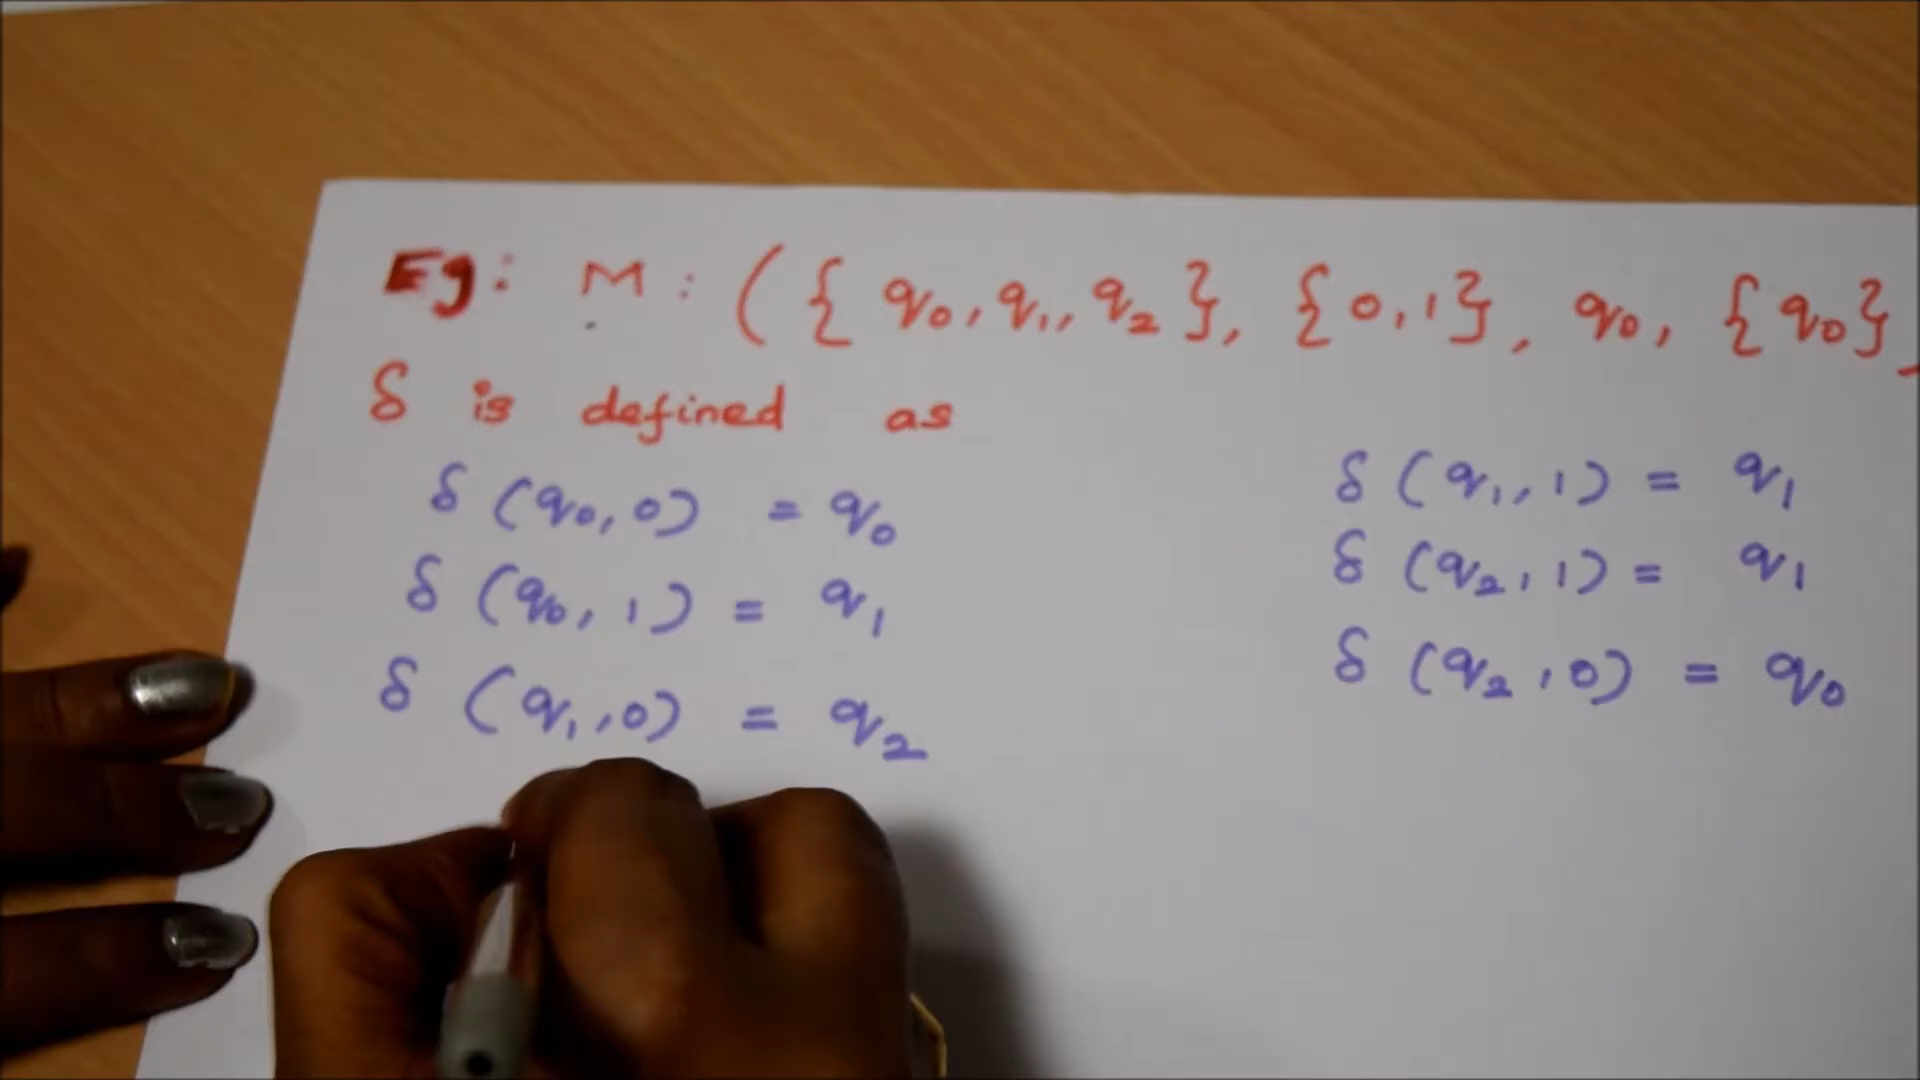 Eg: M: ({q₀, q₁, q₂}, {0,1}, q₀, {q₀},
δ is defined as
δ (q₀, 0) = q₀
δ (q₀, 1) = q₁
δ (q₁, 0) = q₂
δ (q₁, 1) = q₁
δ (q₂, 1) = q₁
δ (q₂, 0) = q₀